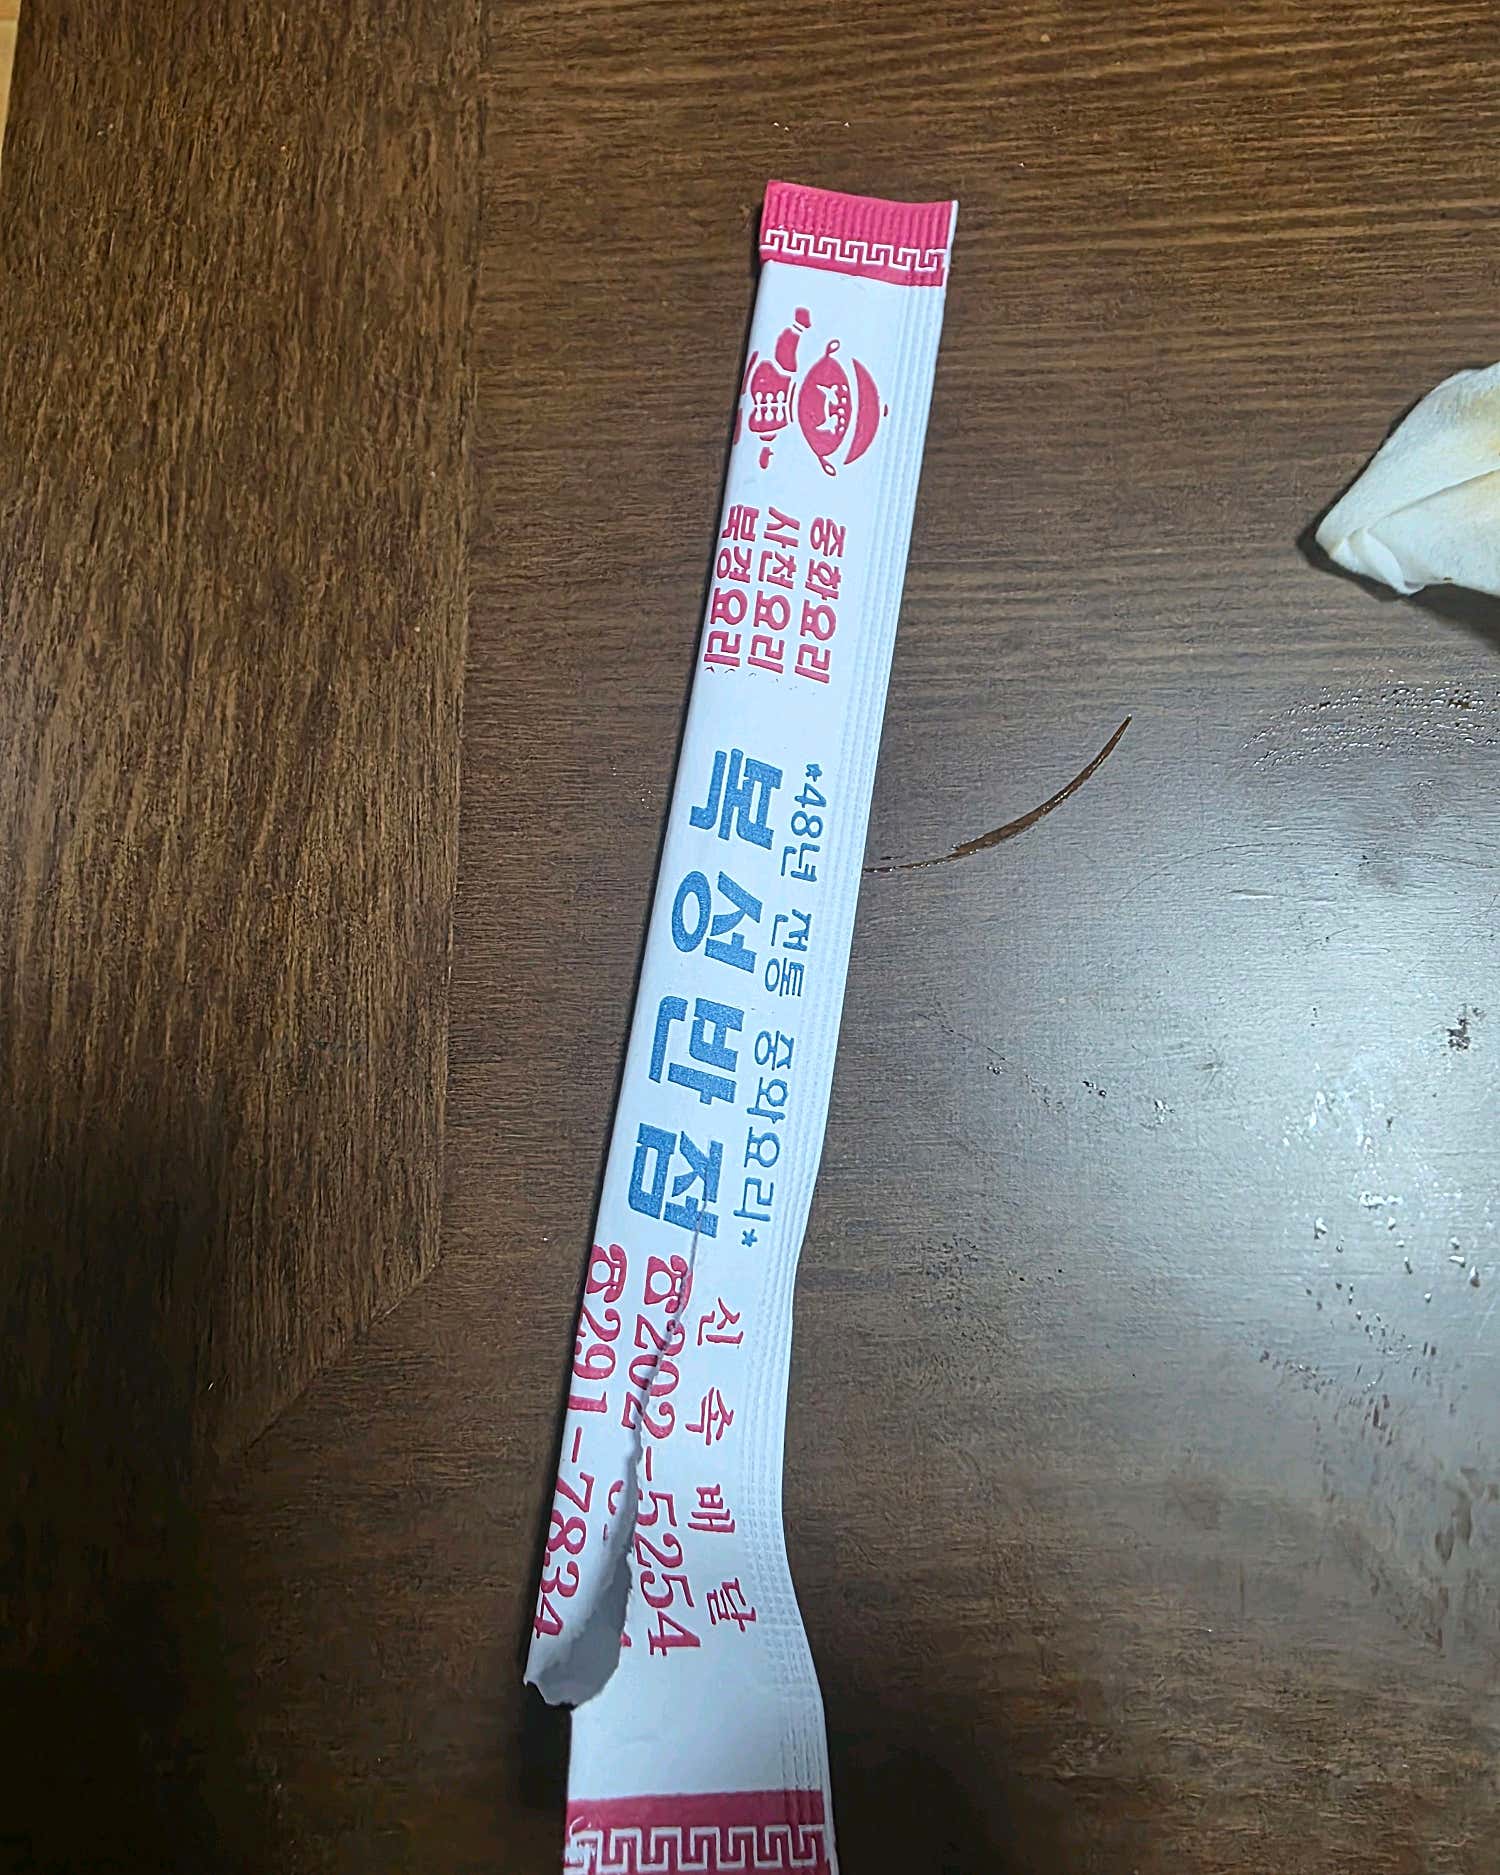 중화요리
사천요리
북경요리
*48년 전통 중화요리*
복성반점
신속배달
☎202-5254
☎291-7834